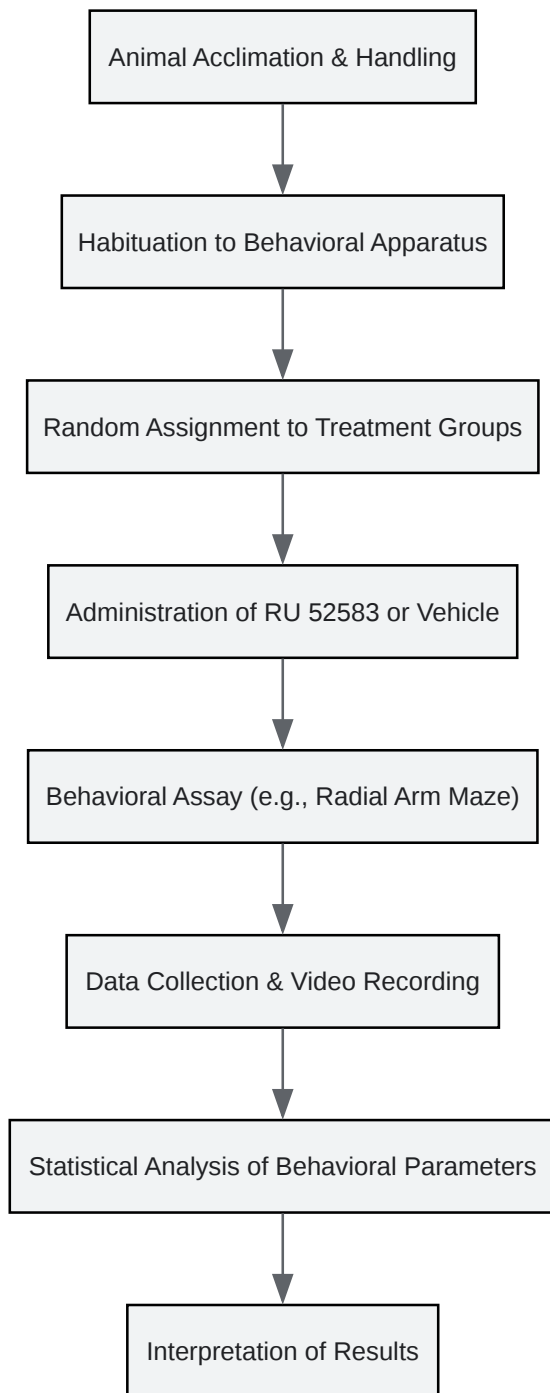 Animal Acclimation & Handling
Habituation to Behavioral Apparatus
Random Assignment to Treatment Groups
Administration of RU 52583 or Vehicle
Behavioral Assay (e.g., Radial Arm Maze)
Data Collection & Video Recording
Statistical Analysis of Behavioral Parameters
Interpretation of Results